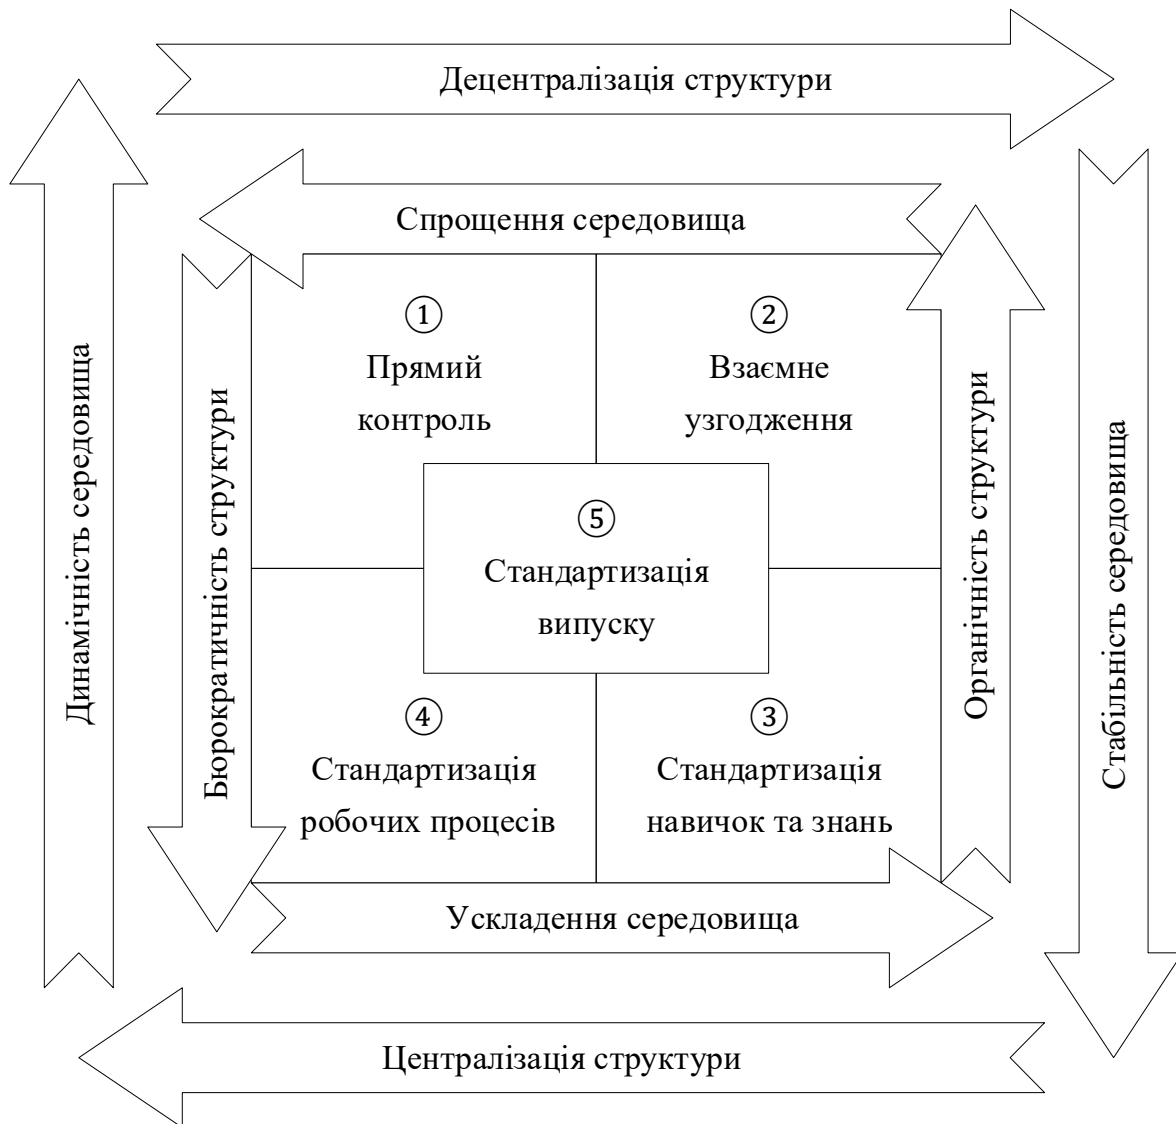 Децентралізація структури
Спрощення середовища
Динамічність середовища
Бюрократичність структури
①
Прямий
контроль
②
Взаємне
узгодження
⑤
Стандартизація
випуску
④
Стандартизація
робочих процесів
③
Стандартизація
навичок та знань
Органічність структури
Стабільність середовища
Ускладення середовища
Централізація структури